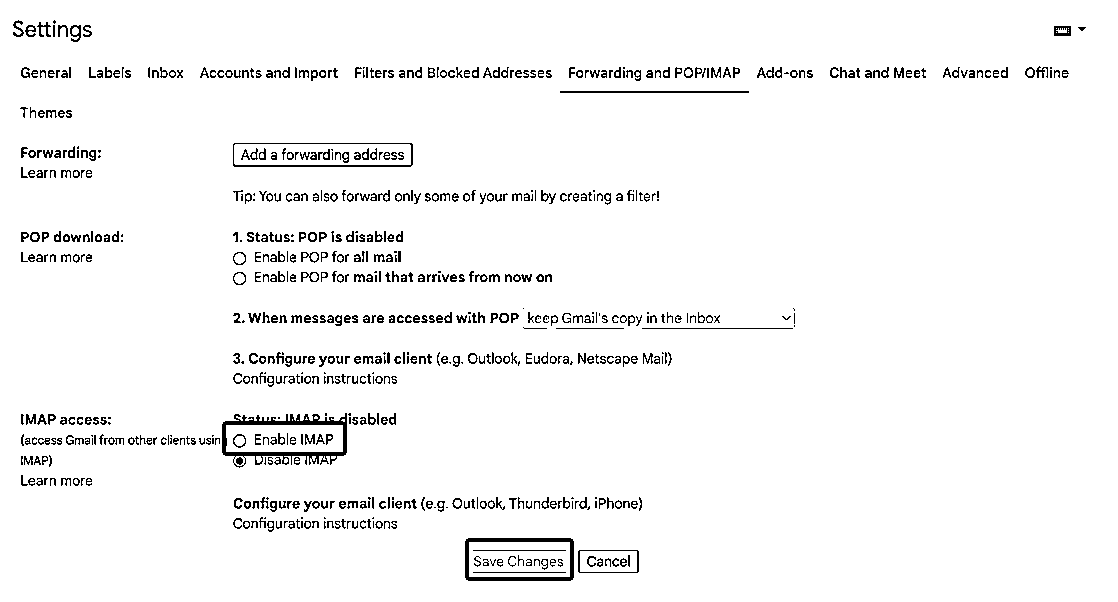 Settings
General Labels Inbox Accounts and Import Filters and Blocked Addresses Forwarding and POP/IMAP Add-ons Chat and Meet Advanced Offline
Themes
Forwarding:
Learn more
Add a forwarding address
Tip: You can also forward only some of your mail by creating a filter!
POP download:
Learn more
1. Status: POP is disabled
Enable POP for all mail
Enable POP for mail that arrives from now on
2. When messages are accessed with POP keep Gmail's copy in the Inbox
3. Configure your email client (e.g. Outlook, Eudora, Netscape Mail)
Configuration instructions
IMAP access:
(access Gmail from other clients usin
IMAP)
Learn more
Status: IMAP is disabled
Enable IMAP
Disable IMAP
Configure your email client (e.g. Outlook, Thunderbird, iPhone)
Configuration instructions
Save Changes Cancel